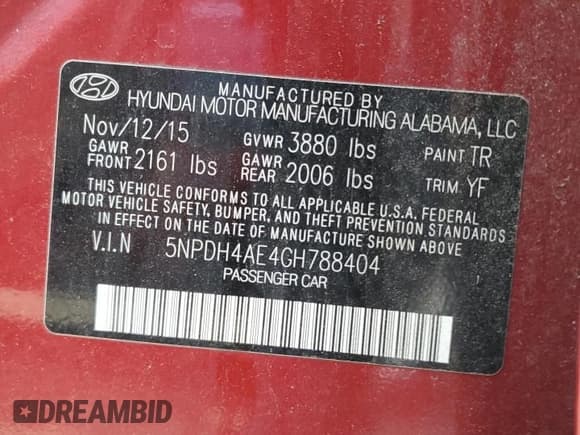 MANUFACTURED BY
HYUNDAI MOTOR MANUFACTURING ALABAMA, LLC
Nov/12/15 GVWR 3880 lbs PAINT TR
GAWR FRONT 2161 lbs GAWR REAR 2006 lbs TRIM YF
THIS VEHICLE CONFORMS TO ALL APPLICABLE U.S.A. FEDERAL
MOTOR VEHICLE SAFETY, BUMPER, AND THEFT PREVENTION STANDARDS
IN EFFECT ON THE DATE OF MANUFACTURE SHOWN ABOVE.
V.I.N 5NPDH4AE4GH788404
PASSENGER CAR
DREAMBID